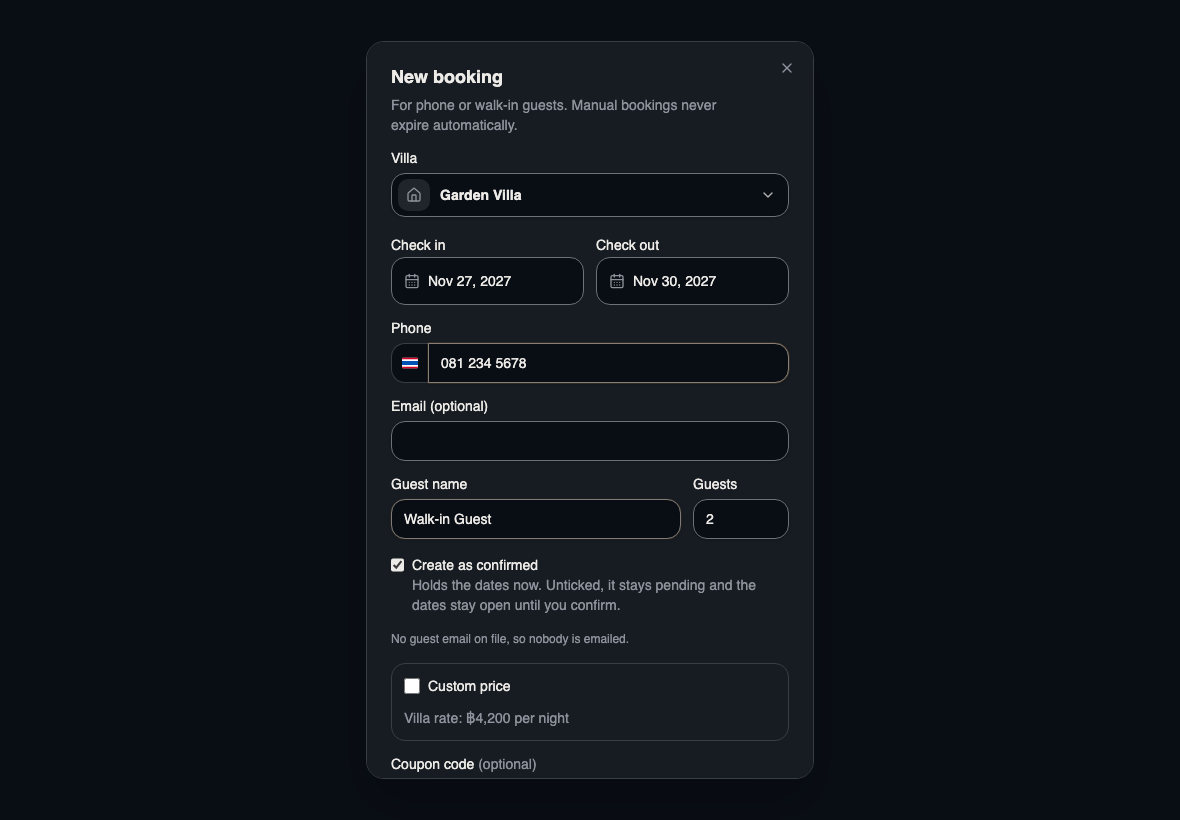 New booking
For phone or walk-in guests. Manual bookings never
expire automatically.
Villa
Garden Villa
Check in
Check out
Nov 27, 2027
Nov 30, 2027
Phone
081 234 5678
Email (optional)
Guest name
Guests
Walk-in Guest
2
Create as confirmed
Holds the dates now. Unticked, it stays pending and the
dates stay open until you confirm.
No guest email on file, so nobody is emailed.
Custom price
Villa rate: ฿4,200 per night
Coupon code (optional)